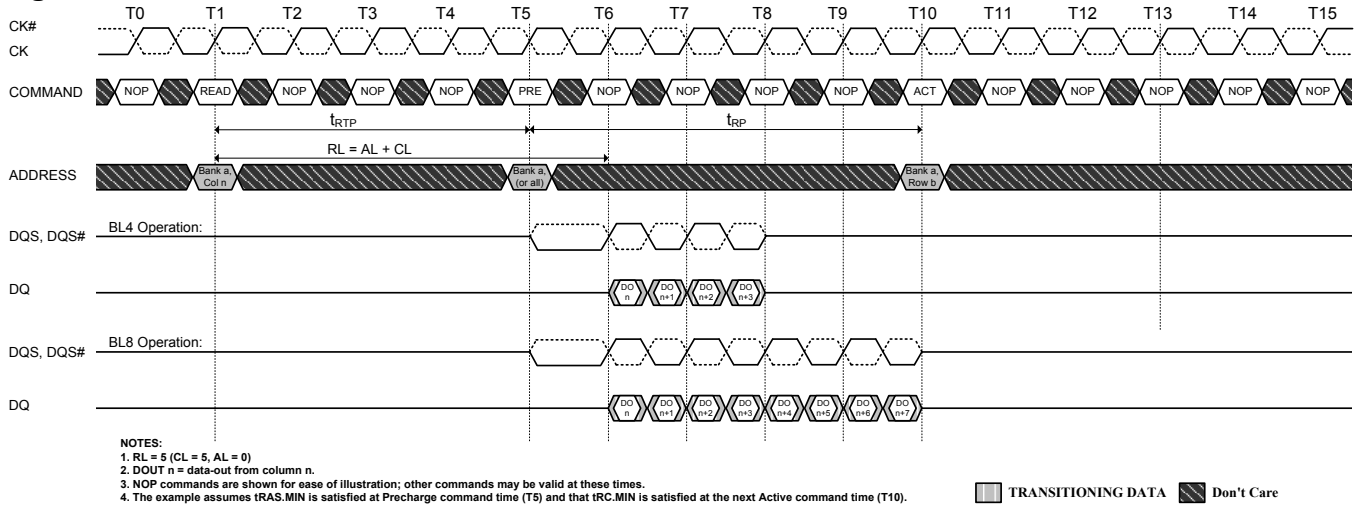 T0 T1 T2 T3 T4 T5 T6 T7 T8 T9 T10 T11 T12 T13 T14 T15
CK#
CK
COMMAND NOP READ NOP NOP NOP PRE NOP NOP NOP NOP ACT NOP NOP NOP NOP NOP
tRTP tRP
RL = AL + CL
ADDRESS
Bank a, Col n
Bank a, (or all)
Bank a, Row b
BL4 Operation:
DQS, DQS#
DQ
DO n DO n+1 DO n+2 DO n+3
BL8 Operation:
DQS, DQS#
DQ
DO n DO n+1 DO n+2 DO n+3 DO n+4 DO n+5 DO n+6 DO n+7
NOTES:
1. RL = 5 (CL = 5, AL = 0)
2. DOUT n = data-out from column n.
3. NOP commands are shown for ease of illustration; other commands may be valid at these times.
4. The example assumes tRAS.MIN is satisfied at Precharge command time (T5) and that tRC.MIN is satisfied at the next Active command time (T10).
TRANSITIONING DATA Don't Care